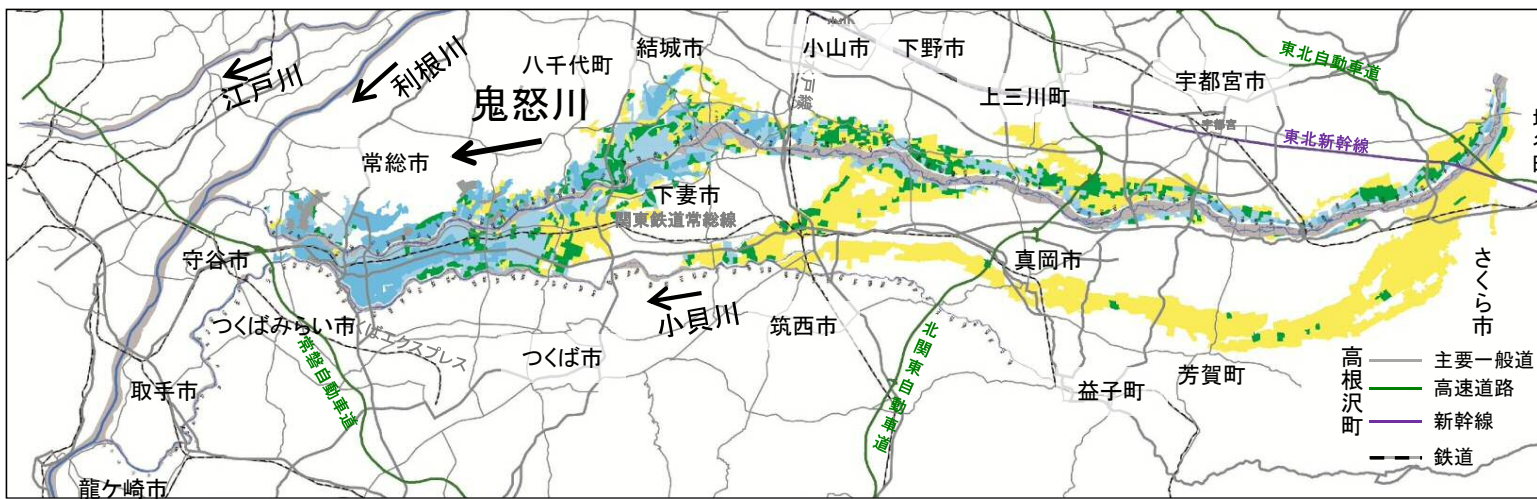 江戸川
利根川
八千代町
結城市
小山市
下野市
東北自動車道
宇都宮市
鬼怒川
上三川町
宇都宮
東北新幹線
常総市
下妻市
関東鉄道常総線
守谷市
真岡市
さくら市
小貝川
筑西市
つくばみらい市
つくば市
常磐自動車道
北関東自動車道
取手市
益子町
芳賀町
高根沢町
龍ケ崎市
主要一般道
高速道路
新幹線
鉄道